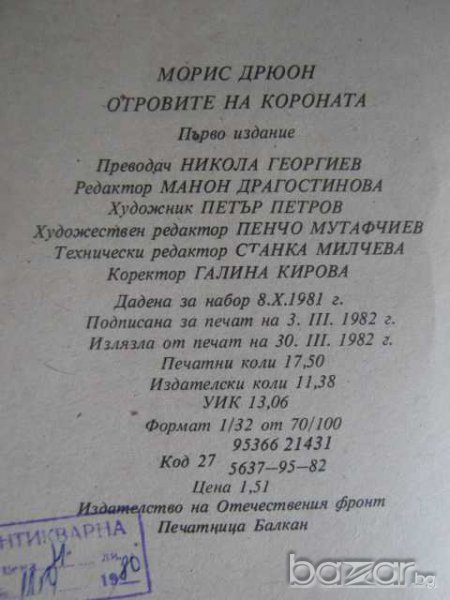 МОРИС ДРЮОН
ОТРОВИТЕ НА КОРОНАТА
Първо издание
Преводач НИКОЛА ГЕОРГИЕВ
Редактор МАНОН ДРАГОСТИНОВА
Художник ПЕТЪР ПЕТРОВ
Художествен редактор ПЕНЧО МУТАФЧИЕВ
Технически редактор СТАНКА МИЛЧЕВА
Коректор ГАЛИНА КИРОВА
Дадена за набор 8.X.1981 г.
Подписана за печат на 3. III. 1982 г.
Излязла от печат на 30. III. 1982 г.
Печатни коли 17,50
Издателски коли 11,38
УИК 13,06
Формат 1/32 от 70/100
95366 21431
Код 27 5637—95—82
Цена 1,51
Издателство на Отечествения фронт
Печатница Балкан
НТИКВАРНА
bazar.bg